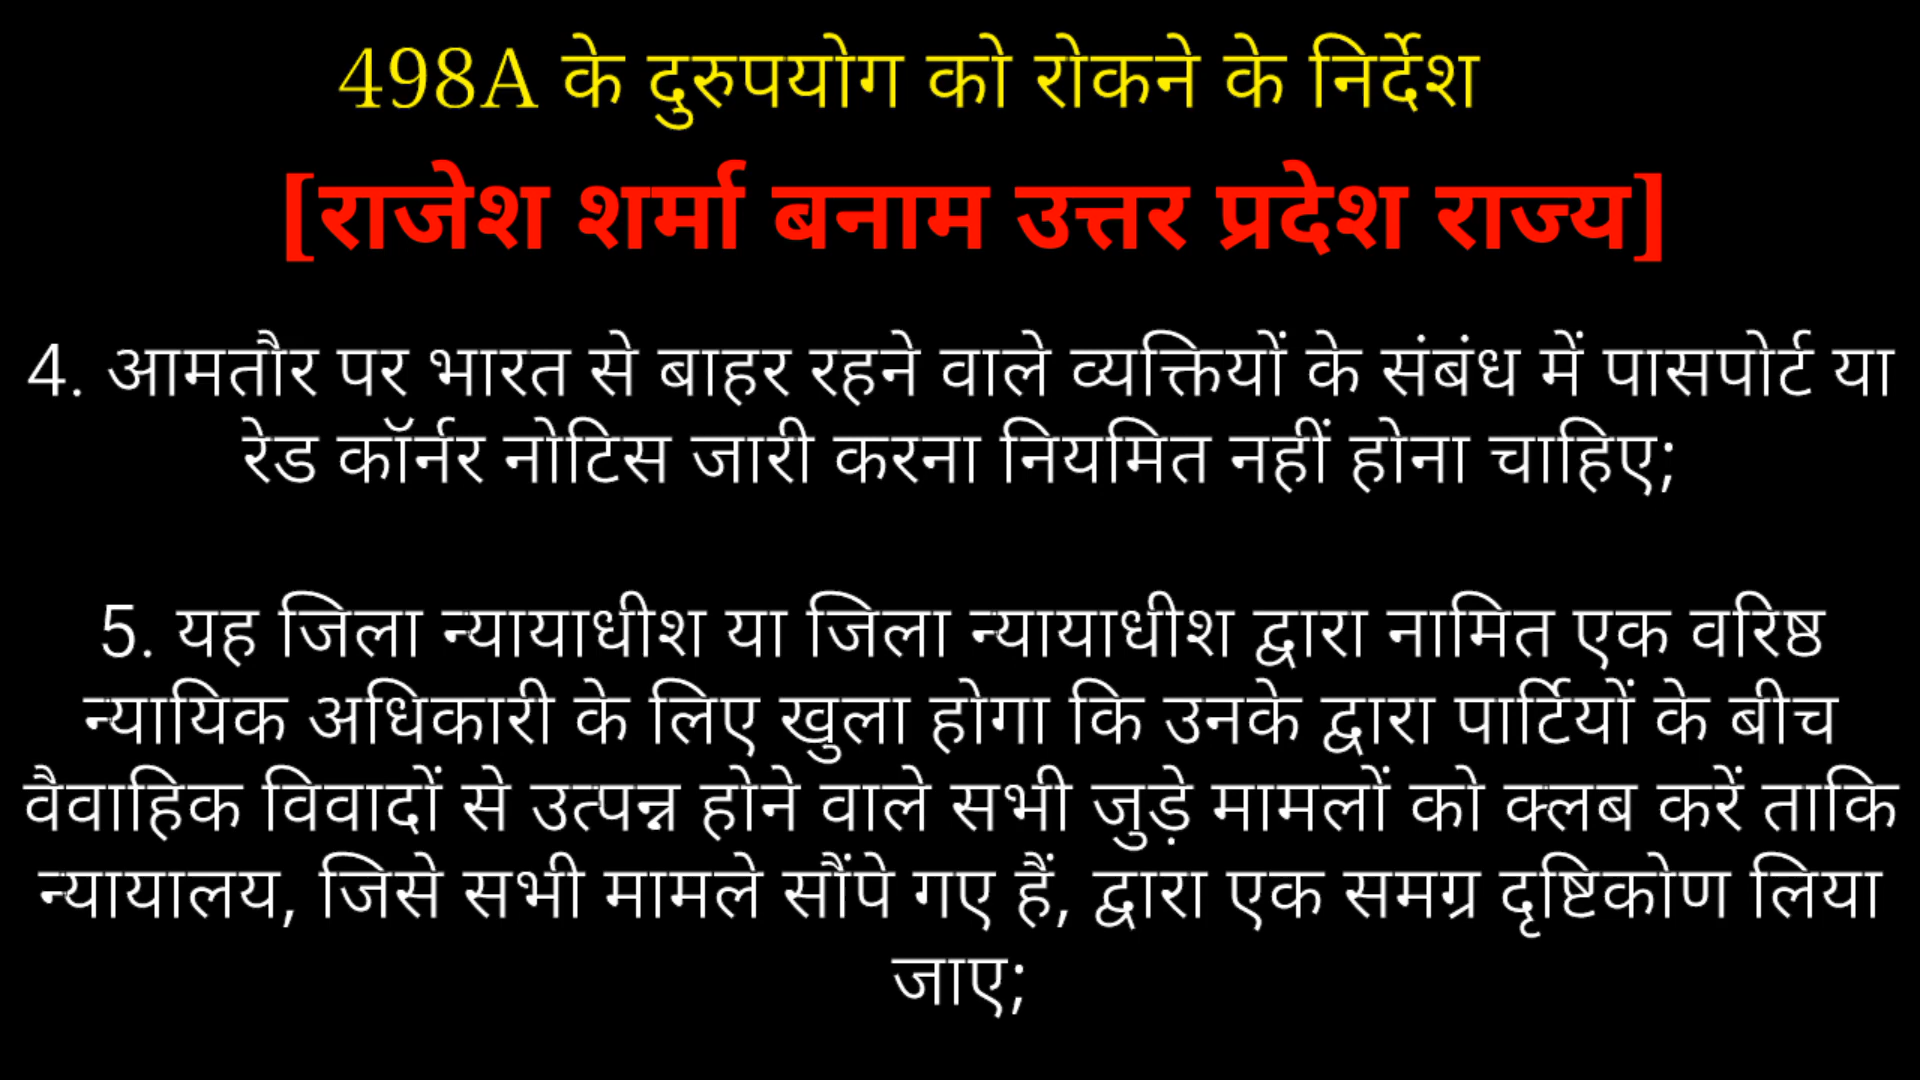 498A के दुरुपयोग को रोकने के निर्देश
[राजेश शर्मा बनाम उत्तर प्रदेश राज्य]
4. आमतौर पर भारत से बाहर रहने वाले व्यक्तियों के संबंध में पासपोर्ट या
रेड कॉर्नर नोटिस जारी करना नियमित नहीं होना चाहिए;
5. यह जिला न्यायाधीश या जिला न्यायाधीश द्वारा नामित एक वरिष्ठ
न्यायिक अधिकारी के लिए खुला होगा कि उनके द्वारा पार्टियों के बीच
वैवाहिक विवादों से उत्पन्न होने वाले सभी जुड़े मामलों को क्लब करें ताकि
न्यायालय, जिसे सभी मामले सौंपे गए हैं, द्वारा एक समग्र दृष्टिकोण लिया
जाए;